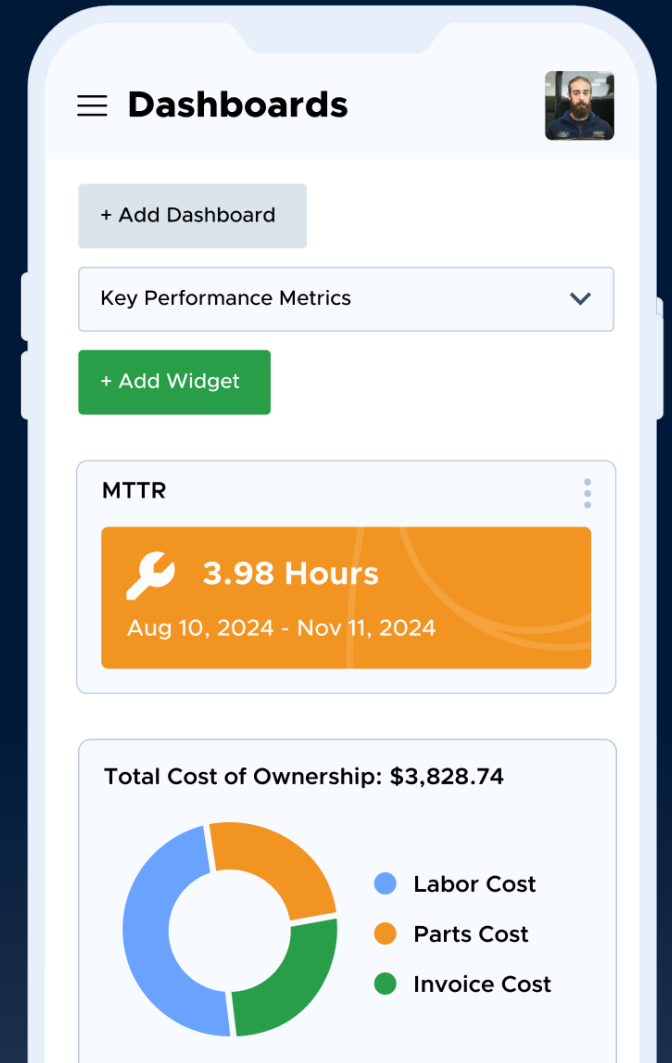 Dashboards
+ Add Dashboard
Key Performance Metrics
+ Add Widget
MTTR
3.98 Hours
Aug 10, 2024 - Nov 11, 2024
Total Cost of Ownership: $3,828.74
Labor Cost
Parts Cost
Invoice Cost